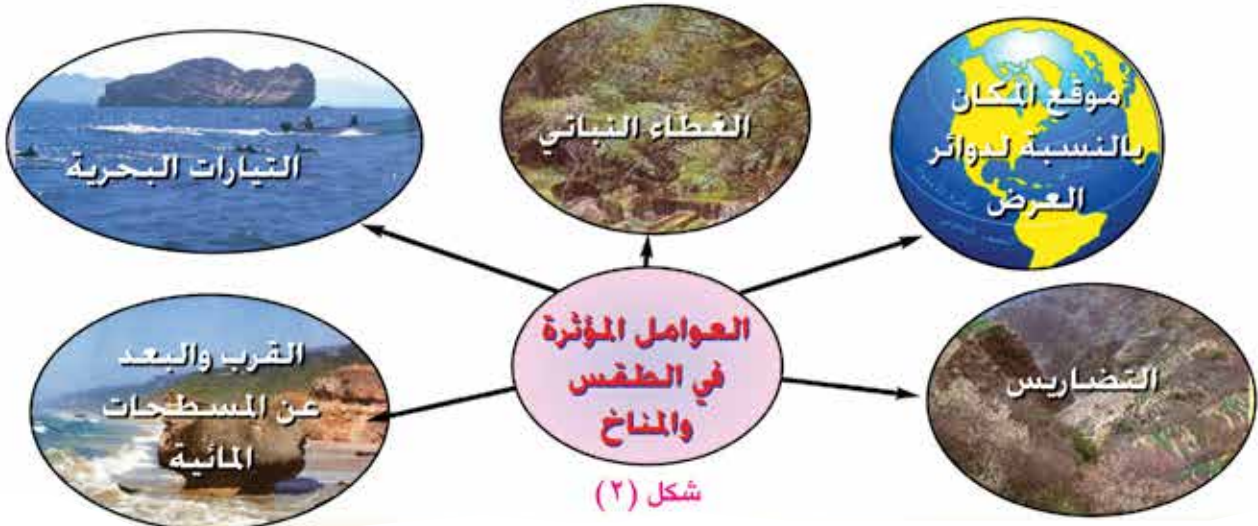 موقع المكان
بالنسبة لدوائر
العرض
الغطاء النباتي
التيارات البحرية
العوامل المؤثرة
في الطقس
والمناخ
التضاريس
القرب والبعد
عن المسطحات
المائية
شكل (٢)